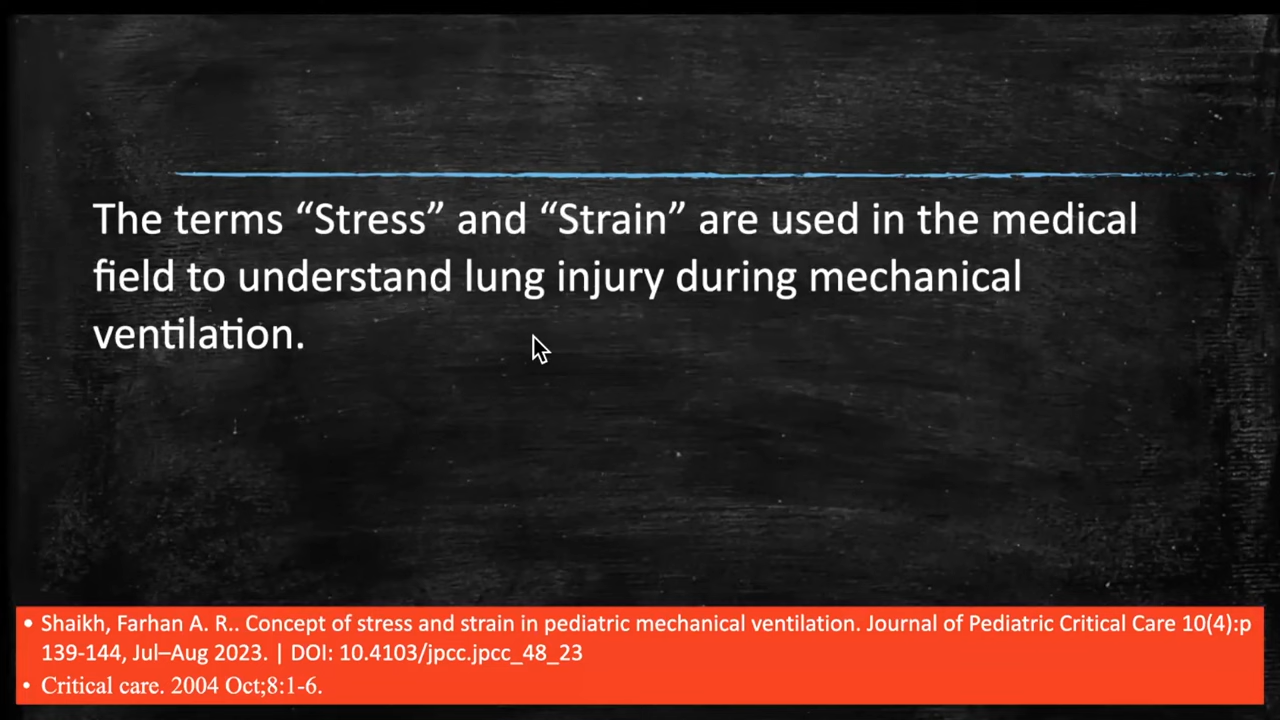 The terms “Stress” and “Strain” are used in the medical
field to understand lung injury during mechanical
ventilation.
• Shaikh, Farhan A. R.. Concept of stress and strain in pediatric mechanical ventilation. Journal of Pediatric Critical Care 10(4):p
139-144, Jul–Aug 2023. | DOI: 10.4103/jpcc.jpcc_48_23
• Critical care. 2004 Oct;8:1-6.